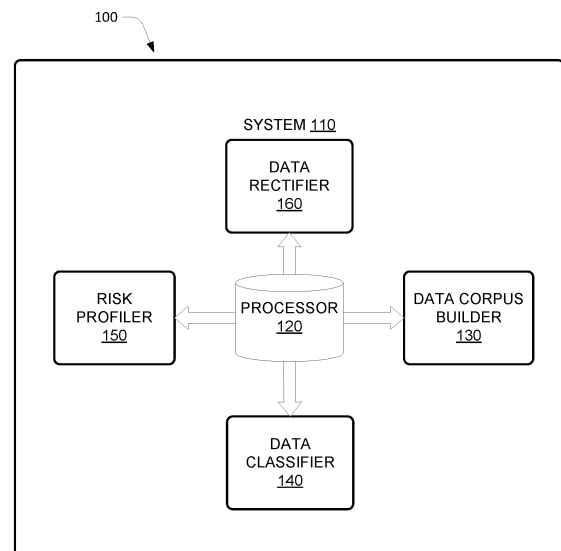 100
SYSTEM 110
DATA
RECTIFIER
160
RISK
PROFILER
150
PROCESSOR
120
DATA CORPUS
BUILDER
130
DATA
CLASSIFIER
140